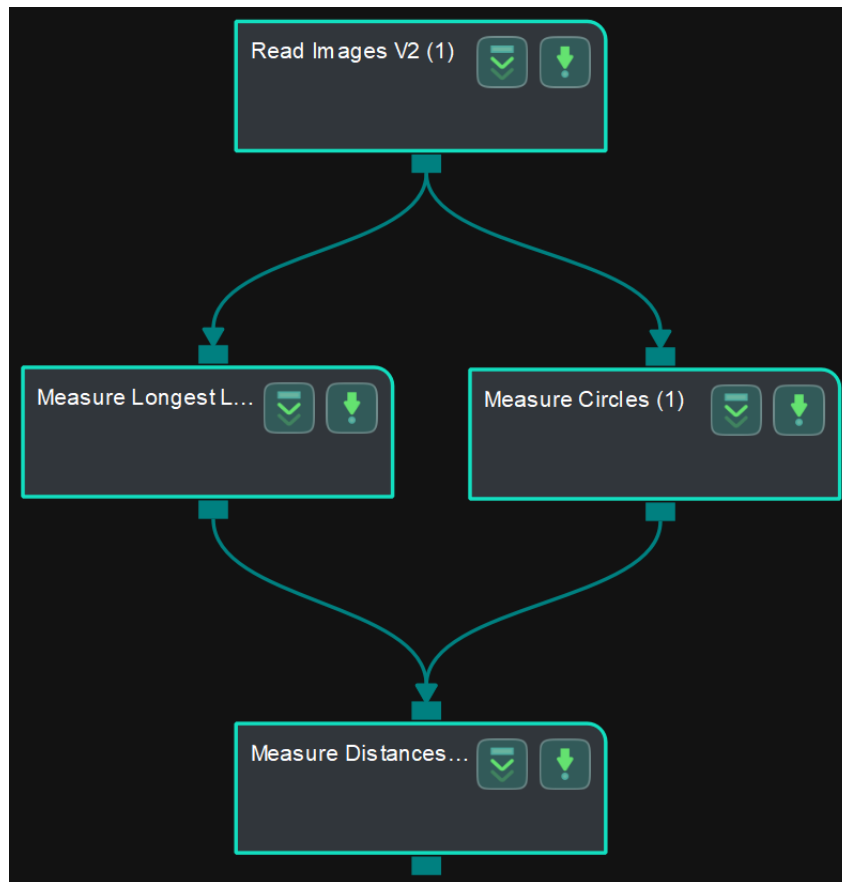 Read Images V2 (1)
Measure Longest L...
Measure Circles (1)
Measure Distances...